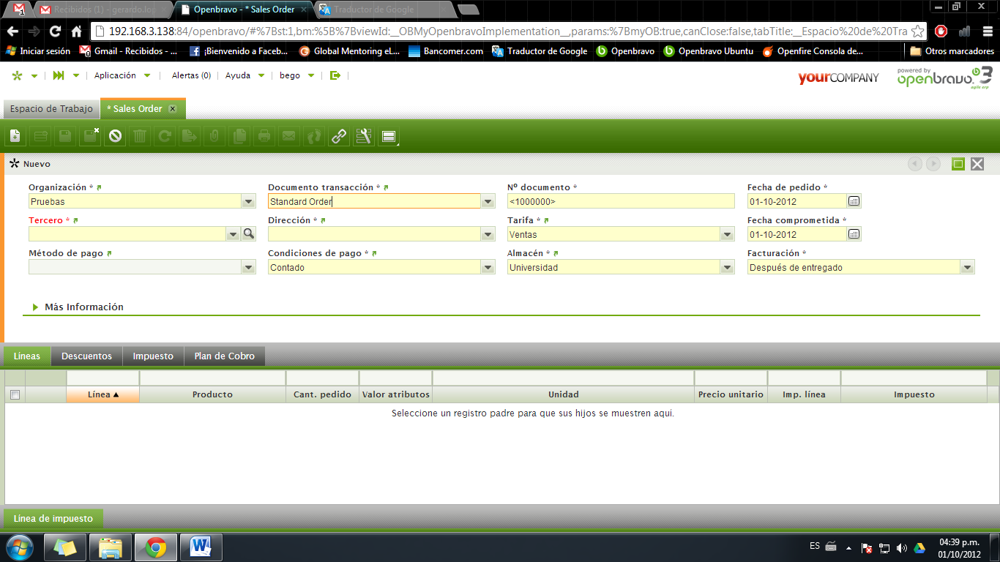 1 Recibidos (1) - gerardo.lop Openbravo - * Sales Order Traductor de Google
192.168.3.138:84/openbravo/#%7Bst:1,bm:%5B%7BviewId:__OBMyOpenbravoImplementation__,params:%7BmyOB:true,canClose:false,tabTitle:__Espacio%20de%20Tra
Iniciar sesión Gmail - Recibidos - ... ¡Bienvenido a Faceb... Global Mentoring eL... Bancomer.com Traductor de Google Openbravo Openbravo Ubuntu Openfire Consola de... Otros marcadores
Aplicación Alertas (0) Ayuda bego yourCOMPANY powered by openbravo 3 agile erp
Espacio de Trabajo * Sales Order
Nuevo
Organización * Documento transacción * Nº documento * Fecha de pedido *
Pruebas Standard Order <1000000> 01-10-2012
Tercero * Dirección * Tarifa * Fecha comprometida *
Ventas 01-10-2012
Método de pago Condiciones de pago * Almacén * Facturación *
Contado Universidad Después de entregado
Más Información
Lineas Descuentos Impuesto Plan de Cobro
Línea Producto Cant. pedido Valor atributos Unidad Precio unitario Imp. línea Impuesto
Seleccione un registro padre para que sus hijos se muestren aquí.
Línea de impuesto
ES 04:39 p.m.
01/10/2012